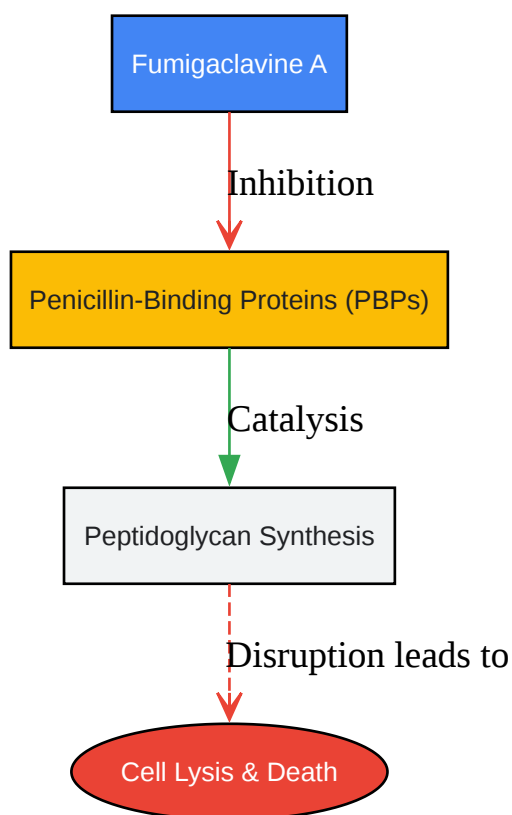 Fumigaclavine A
Inhibition
Penicillin-Binding Proteins (PBPs)
Catalysis
Peptidoglycan Synthesis
Disruption leads to
Cell Lysis & Death